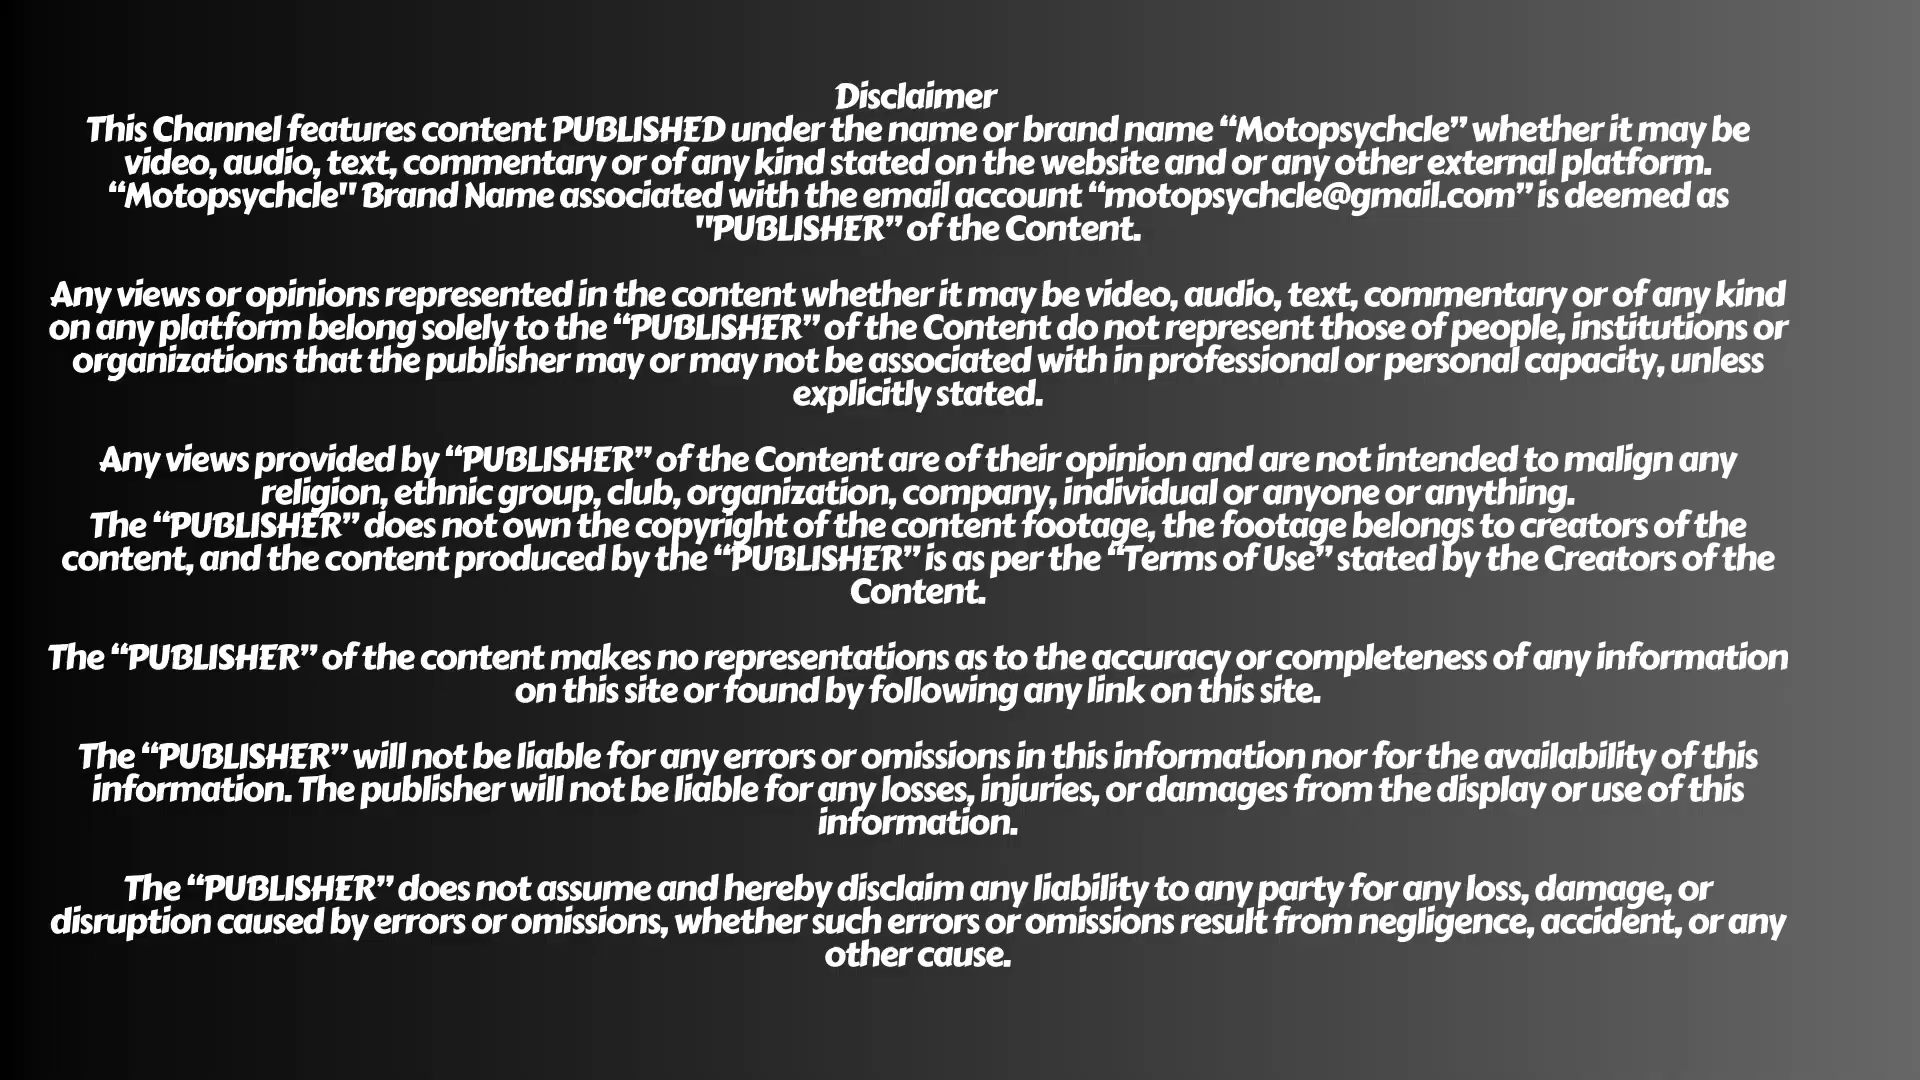 Disclaimer
This Channel features content PUBLISHED under the name or brand name “Motopsychcle” whether it may be
video, audio, text, commentary or of any kind stated on the website and or any other external platform.
“Motopsychcle" Brand Name associated with the email account “motopsychcle@gmail.com” is deemed as
"PUBLISHER” of the Content.
Any views or opinions represented in the content whether it may be video, audio, text, commentary or of any kind
on any platform belong solely to the “PUBLISHER” of the Content do not represent those of people, institutions or
organizations that the publisher may or may not be associated with in professional or personal capacity, unless
explicitly stated.
Any views provided by “PUBLISHER” of the Content are of their opinion and are not intended to malign any
religion, ethnic group, club, organization, company, individual or anyone or anything.
The “PUBLISHER” does not own the copyright of the content footage, the footage belongs to creators of the
content, and the content produced by the “PUBLISHER” is as per the “Terms of Use” stated by the Creators of the
Content.
The “PUBLISHER” of the content makes no representations as to the accuracy or completeness of any information
on this site or found by following any link on this site.
The “PUBLISHER” will not be liable for any errors or omissions in this information nor for the availability of this
information. The publisher will not be liable for any losses, injuries, or damages from the display or use of this
information.
The “PUBLISHER” does not assume and hereby disclaim any liability to any party for any loss, damage, or
disruption caused by errors or omissions, whether such errors or omissions result from negligence, accident, or any
other cause.